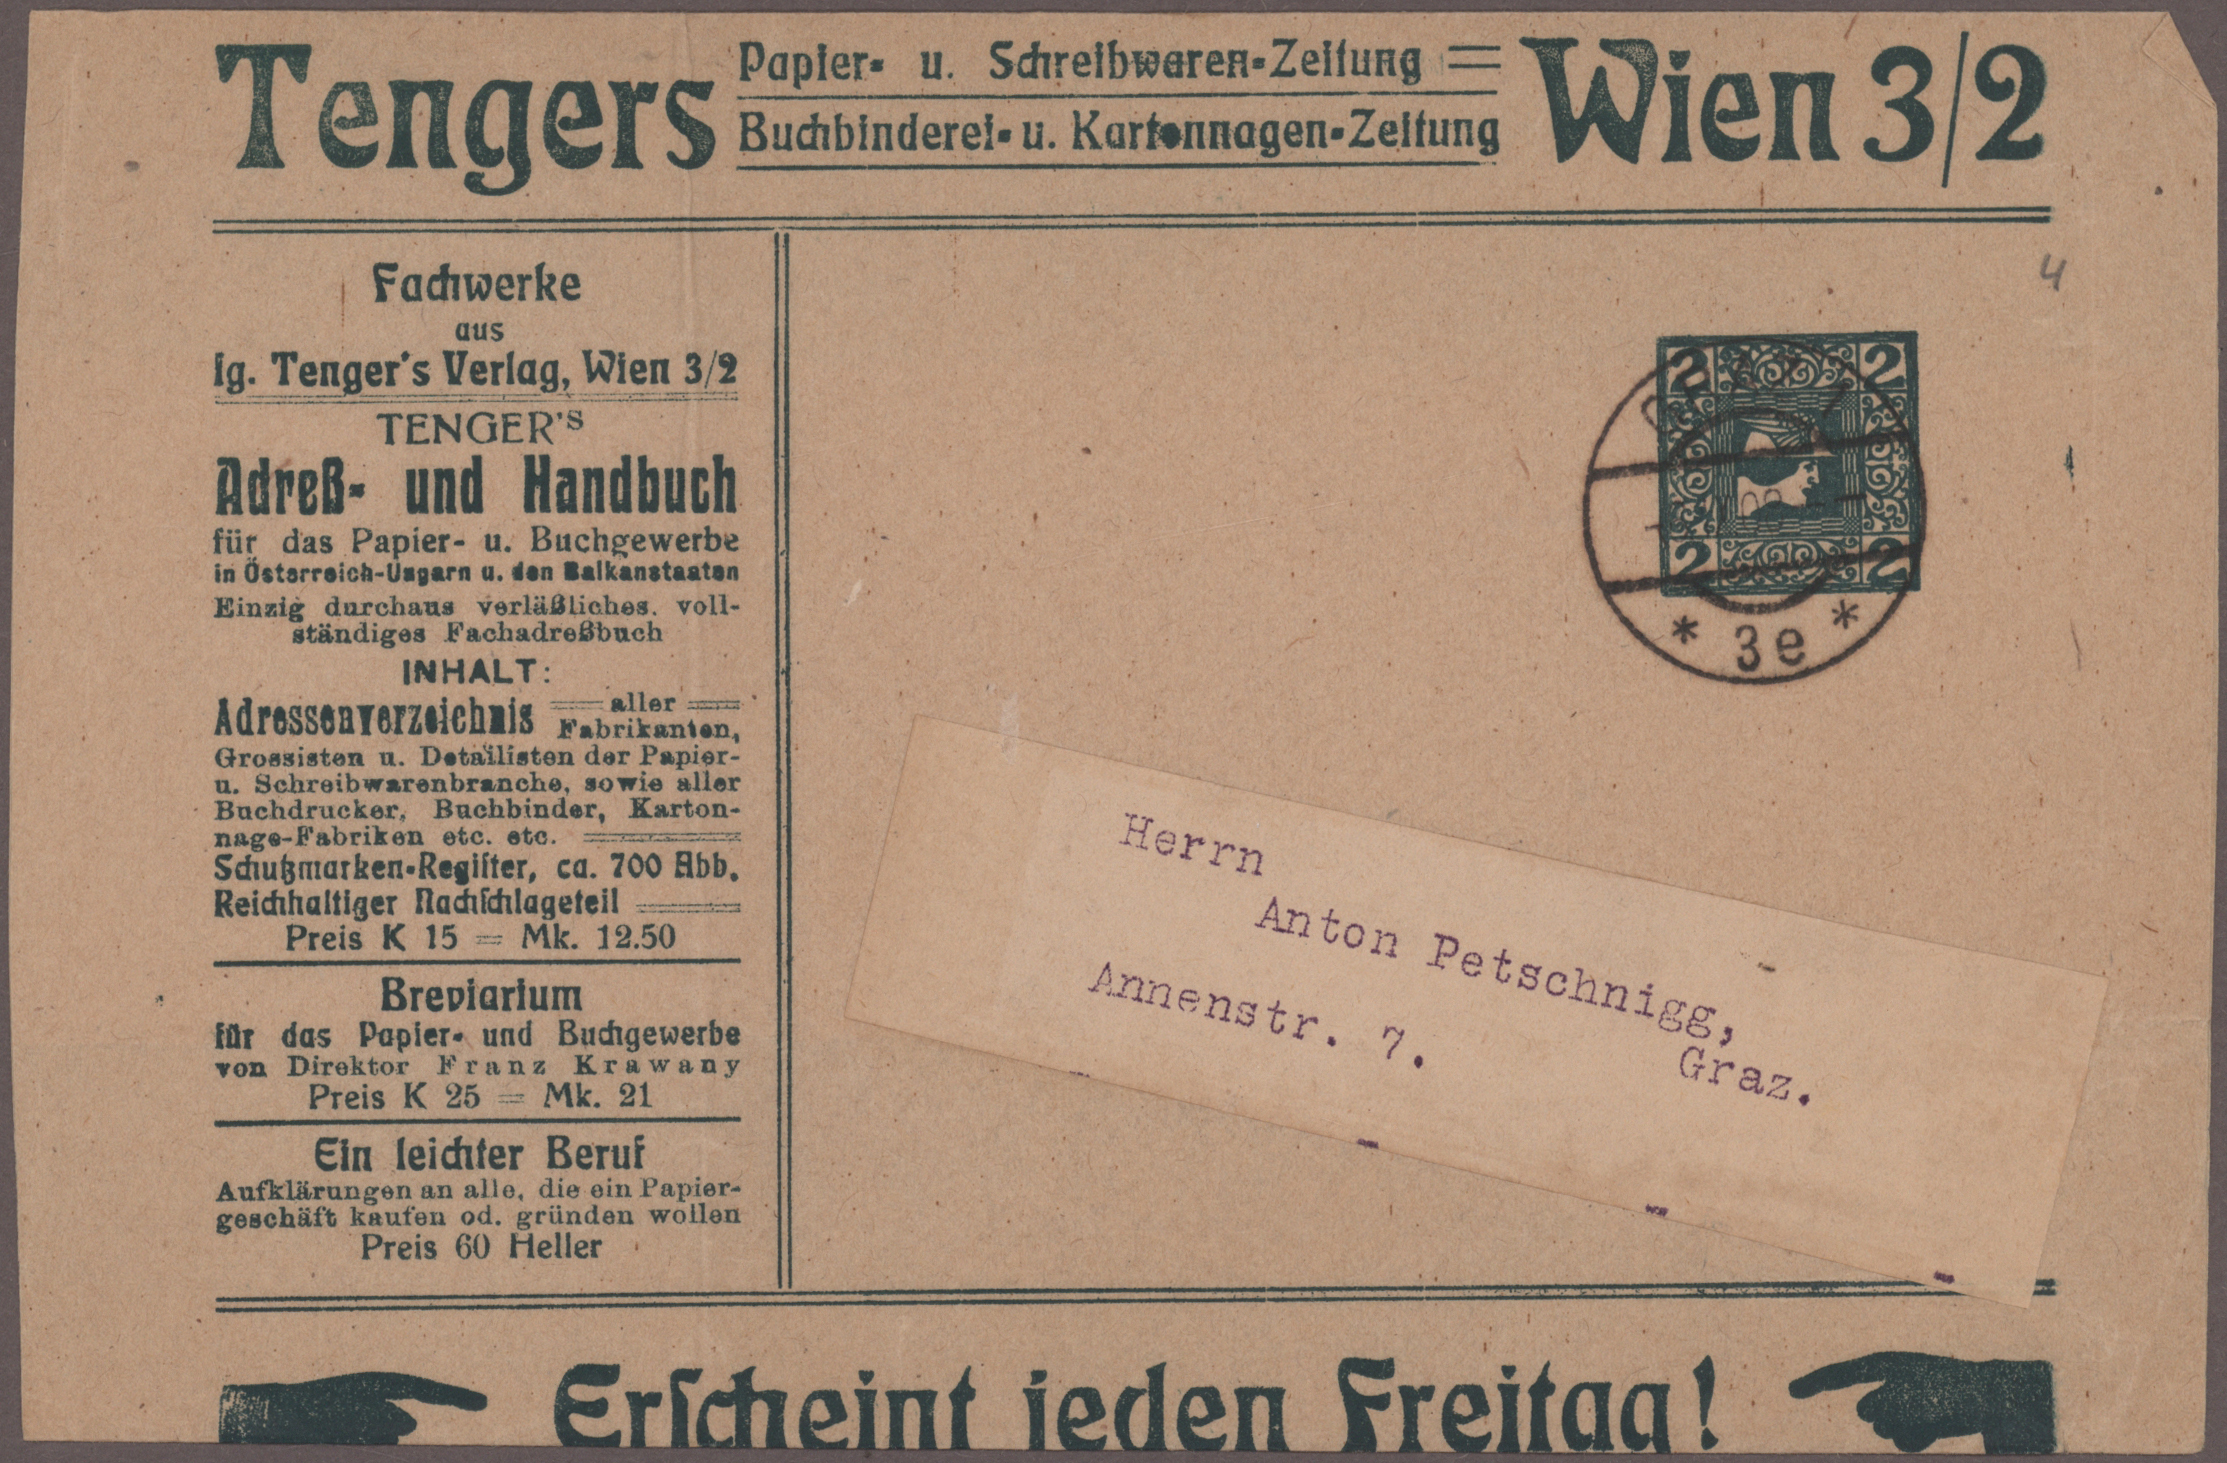 Tengers
Papier- u. Schreibwaren-Zeitung
Buchbinderei- u. Kartonnagen-Zeitung
Wien 3/2
Fachwerke
aus
Ig. Tenger's Verlag, Wien 3/2
TENGER'S
Adreß- und Handbuch
für das Papier- u. Buchgewerbe
in Österreich-Ungarn u. den Balkanstaaten
Einzig durchaus verläßliches, voll-
ständiges Fachadreßbuch
INHALT:
Adressenverzeichnis aller
Fabrikanten,
Grossisten u. Detaillisten der Papier-
u. Schreibwarenbranche, sowie aller
Buchdrucker, Buchbinder, Karton-
nage-Fabriken etc. etc.
Schutzmarken-Regiſter, ca. 700 Abb.
Reichhaltiger Nachſchlageteil
Preis K 15 = Mk. 12.50
Breviarium
für das Papier- und Buchgewerbe
von Direktor Franz Krawany
Preis K 25 = Mk. 21
Ein leichter Beruf
Aufklärungen an alle, die ein Papier-
geschäft kaufen od. gründen wollen
Preis 60 Heller
4
2 2
2 2
* 3e *
Herrn
Anton Petschnigg,
Annenstr. 7.
Graz.
Erſcheint jeden Freitag!